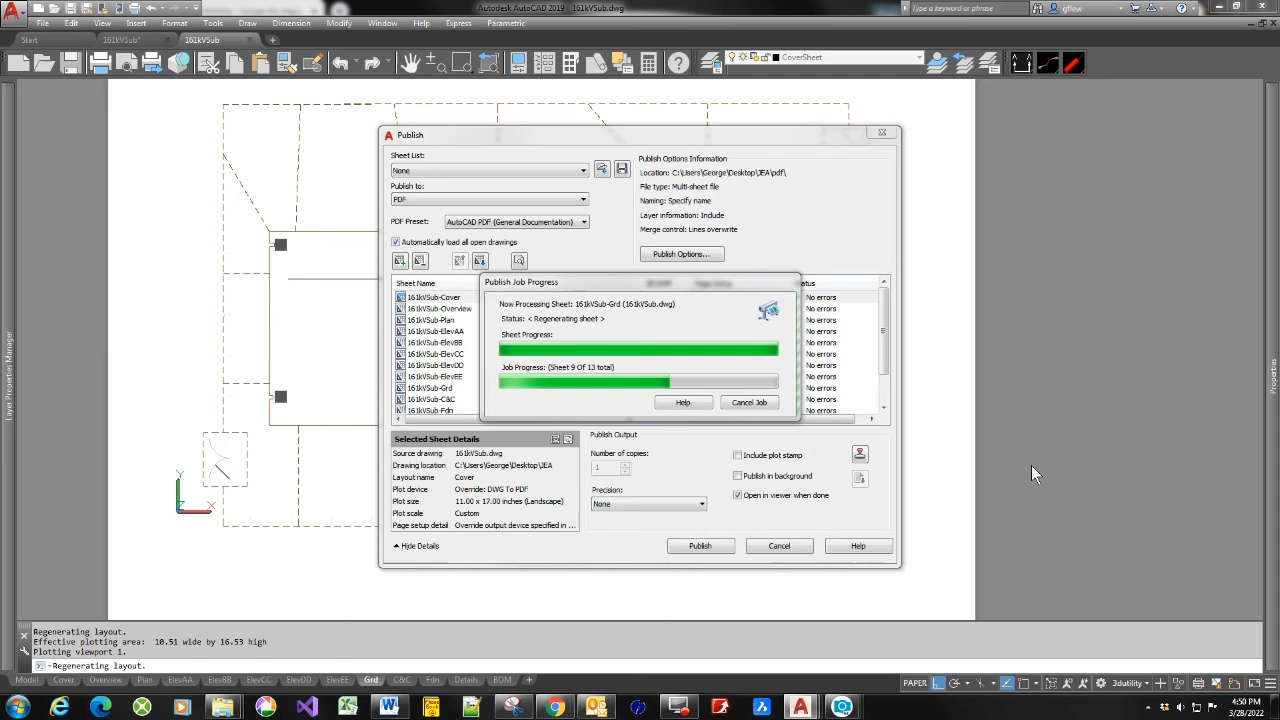 Autodesk AutoCAD 2019 - 161kVSub.dwg
Type a keyword or phrase
gflew
File Edit View Insert Format Tools Draw Dimension Modify Window Help Express Parametric
Start 161kVSub* 161kVSub
CoverSheet
Layer Properties Manager
Properties
Publish
Sheet List:
None
Publish to:
PDF
PDF Preset: AutoCAD PDF (General Documentation)
Automatically load all open drawings
Publish Options Information
Location: C:\Users\George\Desktop\JEA\pdf\
File type: Multi-sheet file
Naming: Specify name
Layer information: Include
Merge control: Lines overwrite
Publish Options...
Sheet Name
161kVSub-Cover No errors
161kVSub-Overview No errors
161kVSub-Plan No errors
161kVSub-ElevAA No errors
161kVSub-ElevBB No errors
161kVSub-ElevCC No errors
161kVSub-ElevDD No errors
161kVSub-ElevEE No errors
161kVSub-Grd No errors
161kVSub-C&C No errors
161kVSub-Fdn No errors
Publish Job Progress
Now Processing Sheet: 161kVSub-Grd (161kVSub.dwg)
Status: < Regenerating sheet >
Sheet Progress:
Job Progress: (Sheet 9 Of 13 total)
Help Cancel Job
Selected Sheet Details
Source drawing 161kVSub.dwg
Drawing location C:\Users\George\Desktop\JEA
Layout name Cover
Plot device Override: DWG To PDF
Plot size 11.00 x 17.00 inches (Landscape)
Plot scale Custom
Page setup detail Override output device specified in ...
Publish Output
Number of copies:
1
Precision:
None
Include plot stamp
Publish in background
Open in viewer when done
Hide Details
Publish Cancel Help
Y
X
Regenerating layout.
Effective plotting area: 10.51 wide by 16.53 high
Plotting viewport 1.
Regenerating layout.
Model Cover Overview Plan ElevAA ElevBB ElevCC ElevDD ElevEE Grd C&C Fdn Details BOM +
PAPER
3dutility
4:50 PM
3/28/2022